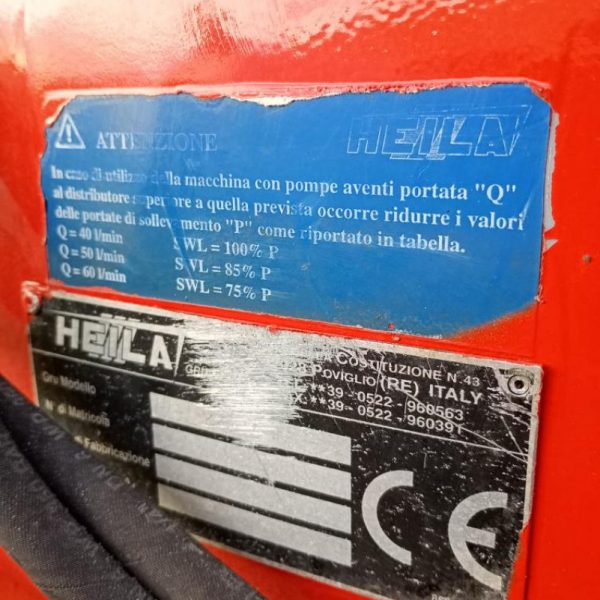 ATTENZIONE
HEILA
In caso di utilizzo della macchina con pompe aventi portata "Q"
al distributore superiore a quella prevista occorre ridurre i valori
delle portate di sollevamento "P" come riportato in tabella.
Q = 40 l/min SWL = 100% P
Q = 50 l/min SWL = 85% P
Q = 60 l/min SWL = 75% P
HEILA
COSTITUZIONE N. 43
POVIGLIO (RE) ITALY
**39 - 0522 - 960563
**39 - 0522 - 960391
Gru Modello
di Matricola
di Fabbricazione
CE